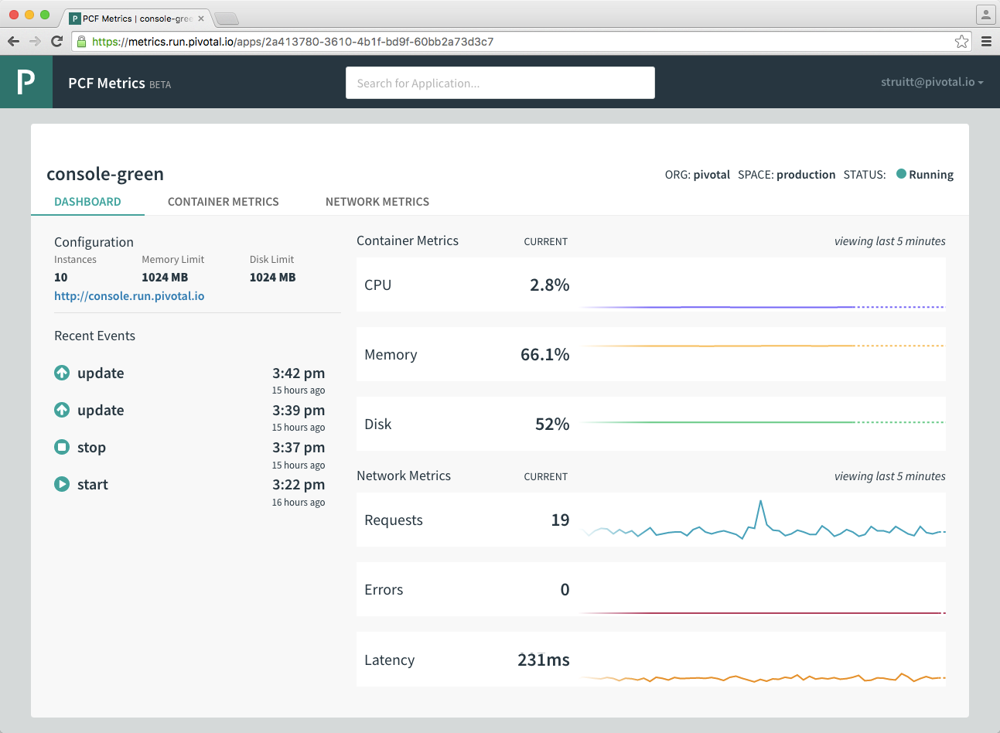 P PCF Metrics | console-gree
https://metrics.run.pivotal.io/apps/2a413780-3610-4b1f-bd9f-60bb2a73d3c7
P PCF Metrics BETA Search for Application... struitt@pivotal.io
console-green ORG: pivotal SPACE: production STATUS: Running
DASHBOARD CONTAINER METRICS NETWORK METRICS
Configuration
Instances Memory Limit Disk Limit
10 1024 MB 1024 MB
http://console.run.pivotal.io
Recent Events
update 3:42 pm
15 hours ago
update 3:39 pm
15 hours ago
stop 3:37 pm
15 hours ago
start 3:22 pm
16 hours ago
Container Metrics CURRENT viewing last 5 minutes
CPU 2.8%
Memory 66.1%
Disk 52%
Network Metrics CURRENT viewing last 5 minutes
Requests 19
Errors 0
Latency 231ms